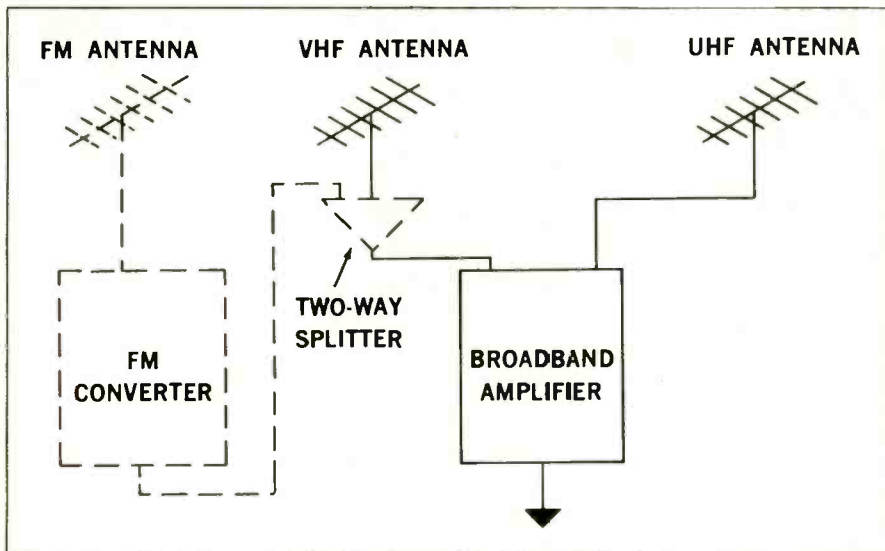 FM ANTENNA
VHF ANTENNA
UHF ANTENNA
TWO-WAY
SPLITTER
FM
CONVERTER
BROADBAND
AMPLIFIER